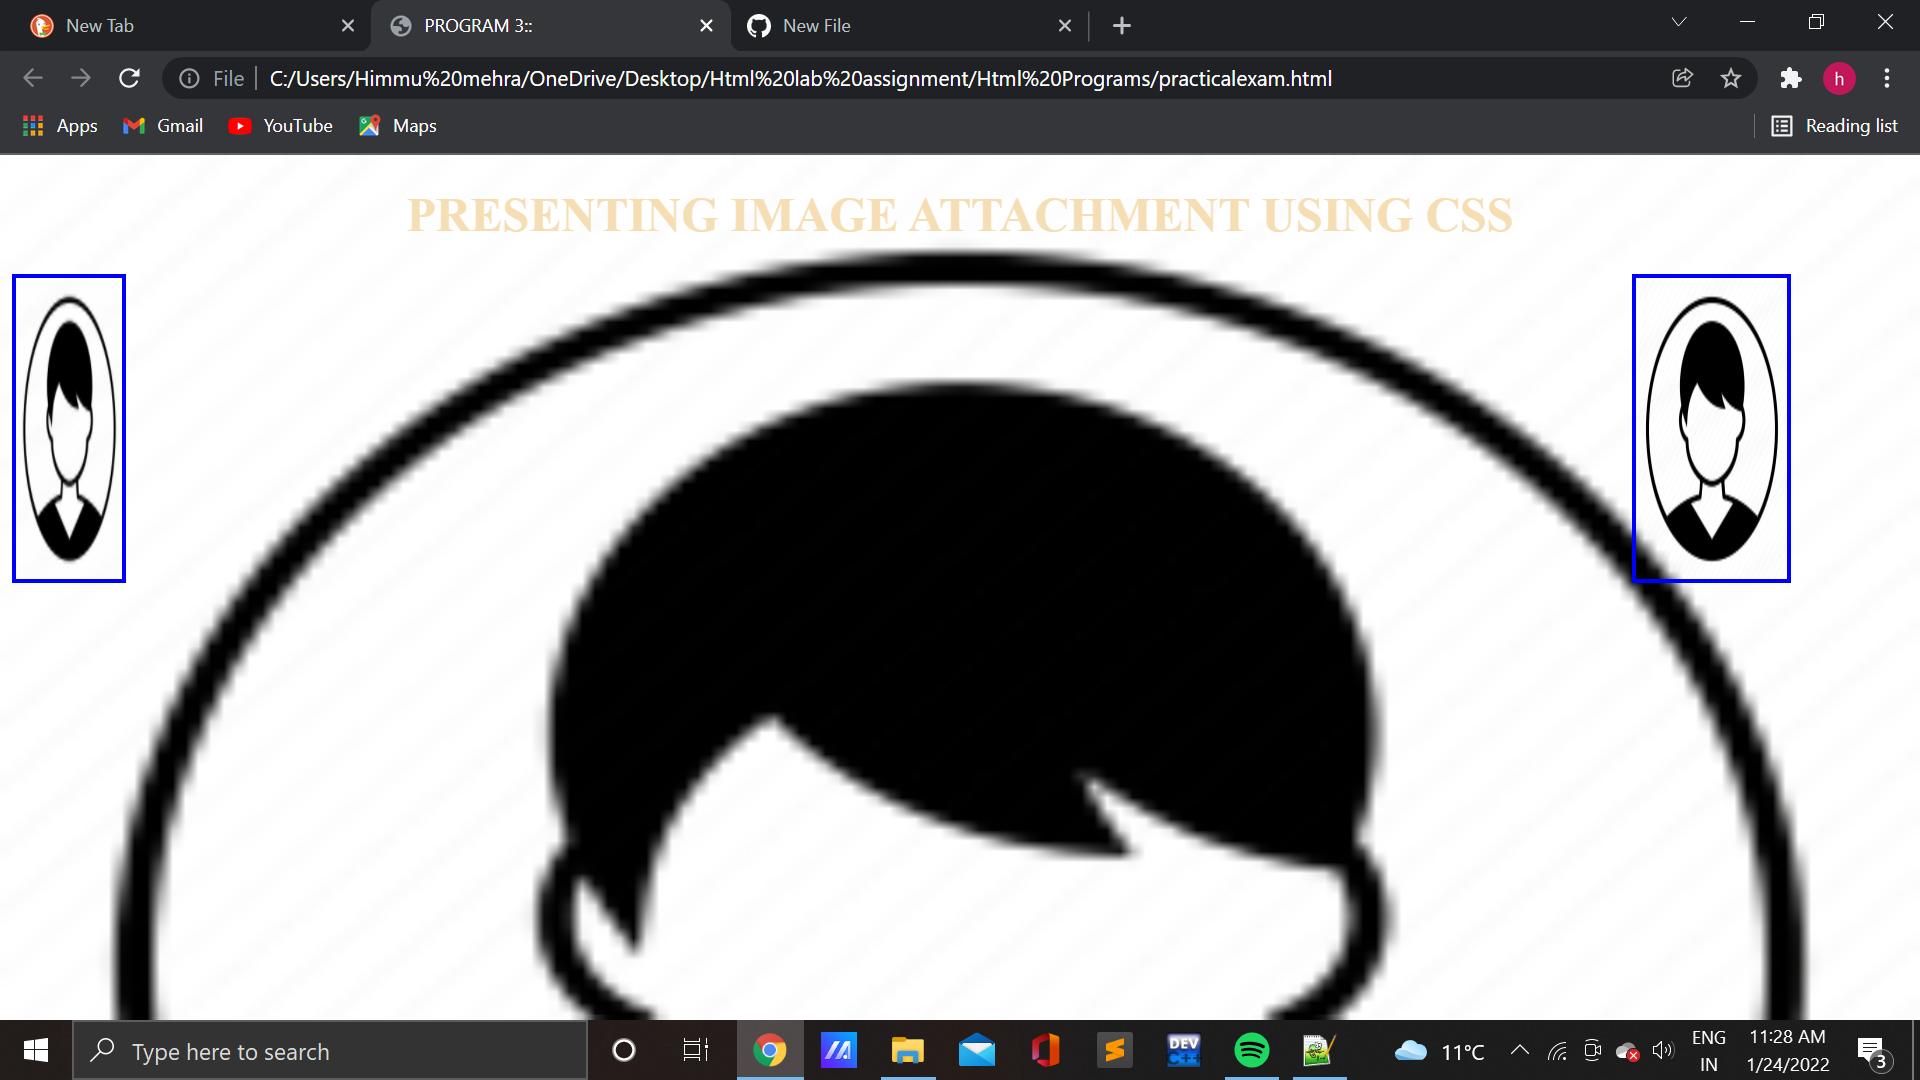 New Tab
PROGRAM 3::
New File
File
C:/Users/Himmu%20mehra/OneDrive/Desktop/Html%20lab%20assignment/Html%20Programs/practicalexam.html
h
Apps
Gmail
YouTube
Maps
Reading list
PRESENTING IMAGE ATTACHMENT USING CSS
Type here to search
DEV
C++
11°C
ENG
IN
11:28 AM
1/24/2022
3